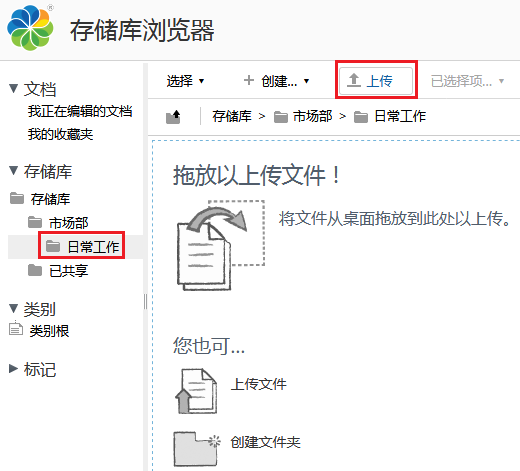 存储库浏览器
文档
我正在编辑的文档
我的收藏夹
存储库
存储库
市场部
日常工作
已共享
类别
类别根
标记
选择 ▼ + 创建... ▼ 上传 已选择项... ▼
存储库 > 市场部 > 日常工作
拖放以上传文件！
将文件从桌面拖放到此处以上传。
您也可...
上传文件
创建文件夹